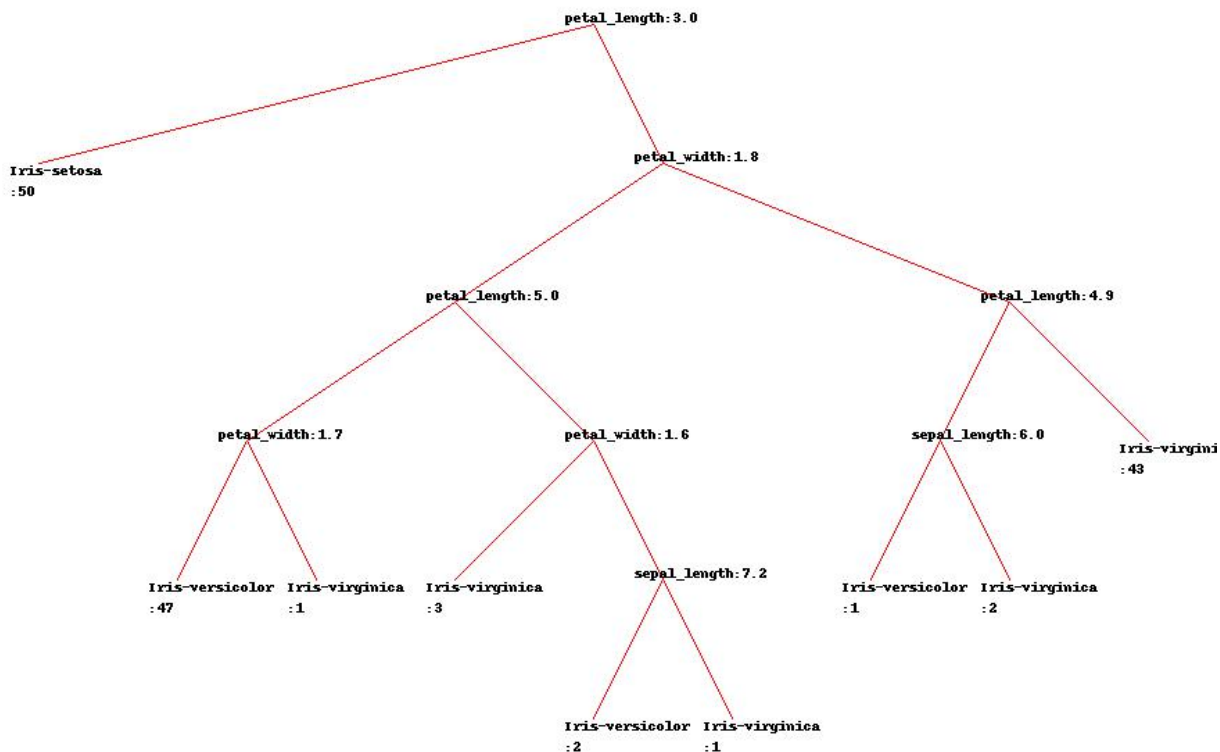 petal_length:3.0
Iris-setosa
:50
petal_width:1.8
petal_length:5.0
petal_length:4.9
petal_width:1.7
petal_width:1.6
sepal_length:6.0
Iris-virgini
:43
Iris-versicolor
:47
Iris-virginica
:1
Iris-virginica
:3
sepal_length:7.2
Iris-versicolor
:1
Iris-virginica
:2
Iris-versicolor
:2
Iris-virginica
:1